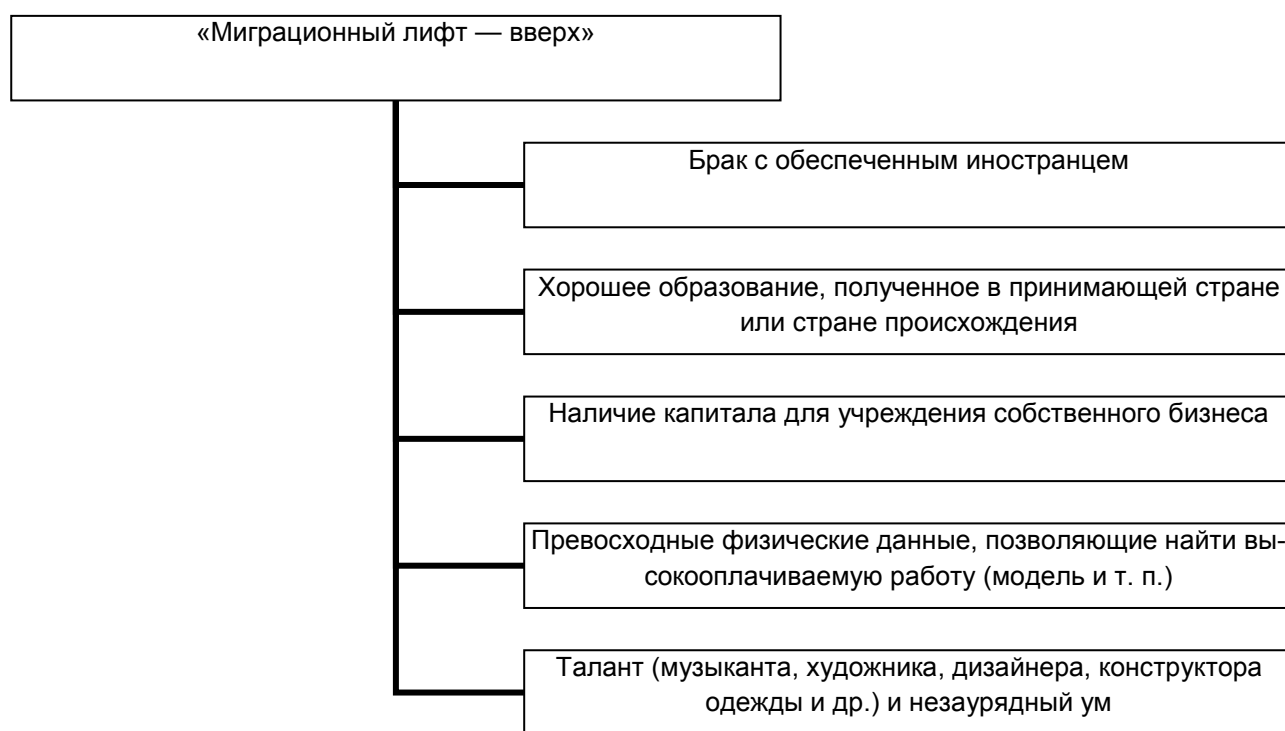 «Миграционный лифт — вверх»
Брак с обеспеченным иностранцем
Хорошее образование, полученное в принимающей стране
или стране происхождения
Наличие капитала для учреждения собственного бизнеса
Превосходные физические данные, позволяющие найти вы-
сокооплачиваемую работу (модель и т. п.)
Талант (музыканта, художника, дизайнера, конструктора
одежды и др.) и незаурядный ум